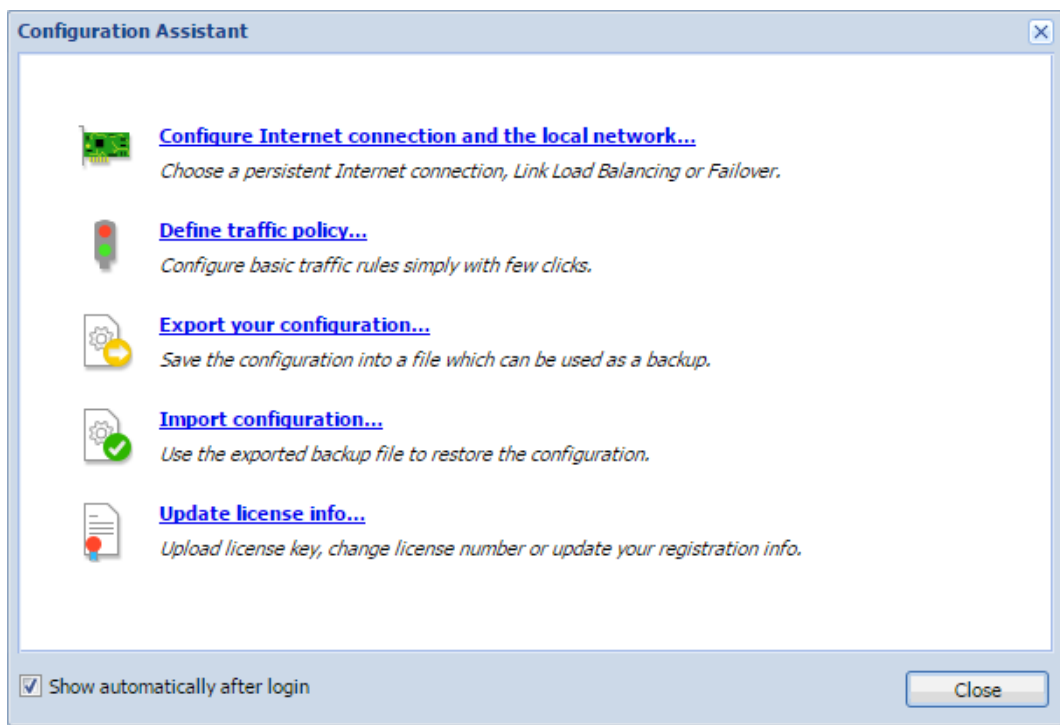 Configuration Assistant
Configure Internet connection and the local network...
Choose a persistent Internet connection, Link Load Balancing or Failover.
Define traffic policy...
Configure basic traffic rules simply with few clicks.
Export your configuration...
Save the configuration into a file which can be used as a backup.
Import configuration...
Use the exported backup file to restore the configuration.
Update license info...
Upload license key, change license number or update your registration info.
Show automatically after login
Close